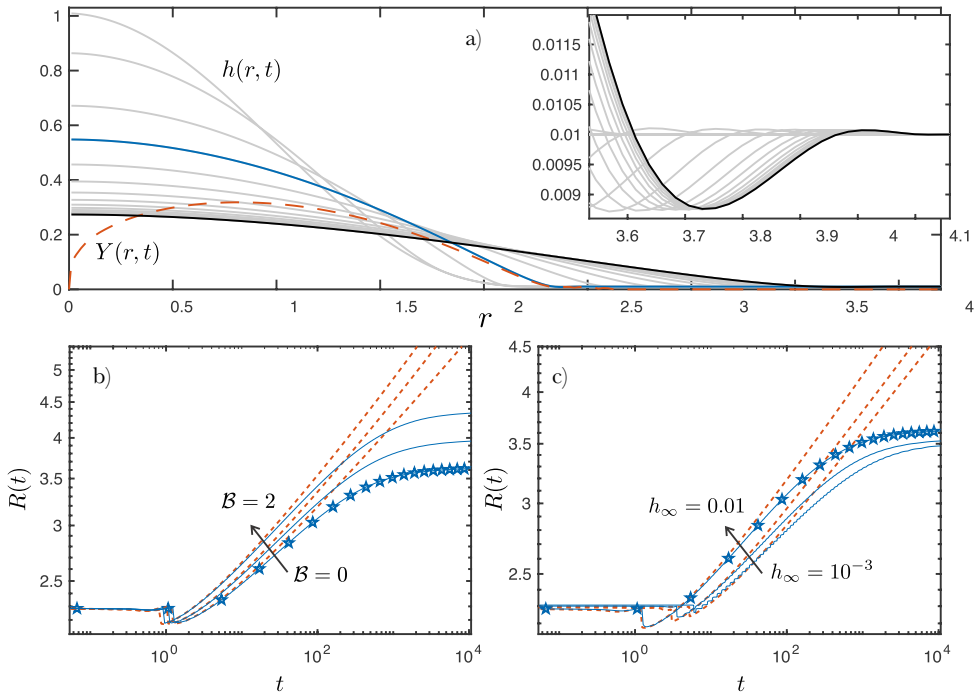 a)
h(r, t)
Y(r, t)
1
0.8
0.6
0.4
0.2
0
0 0.5 1 1.5 2 2.5 3 3.5 4
r
0.0115
0.011
0.0105
0.01
0.0095
0.009
3.6 3.7 3.8 3.9 4 4.1
b)
R(t)
5
4.5
4
3.5
3
2.5
B = 2
B = 0
10^0 10^2 10^4
t
c)
R(t)
4.5
4
3.5
3
2.5
h_∞ = 0.01
h_∞ = 10^{-3}
10^0 10^2 10^4
t